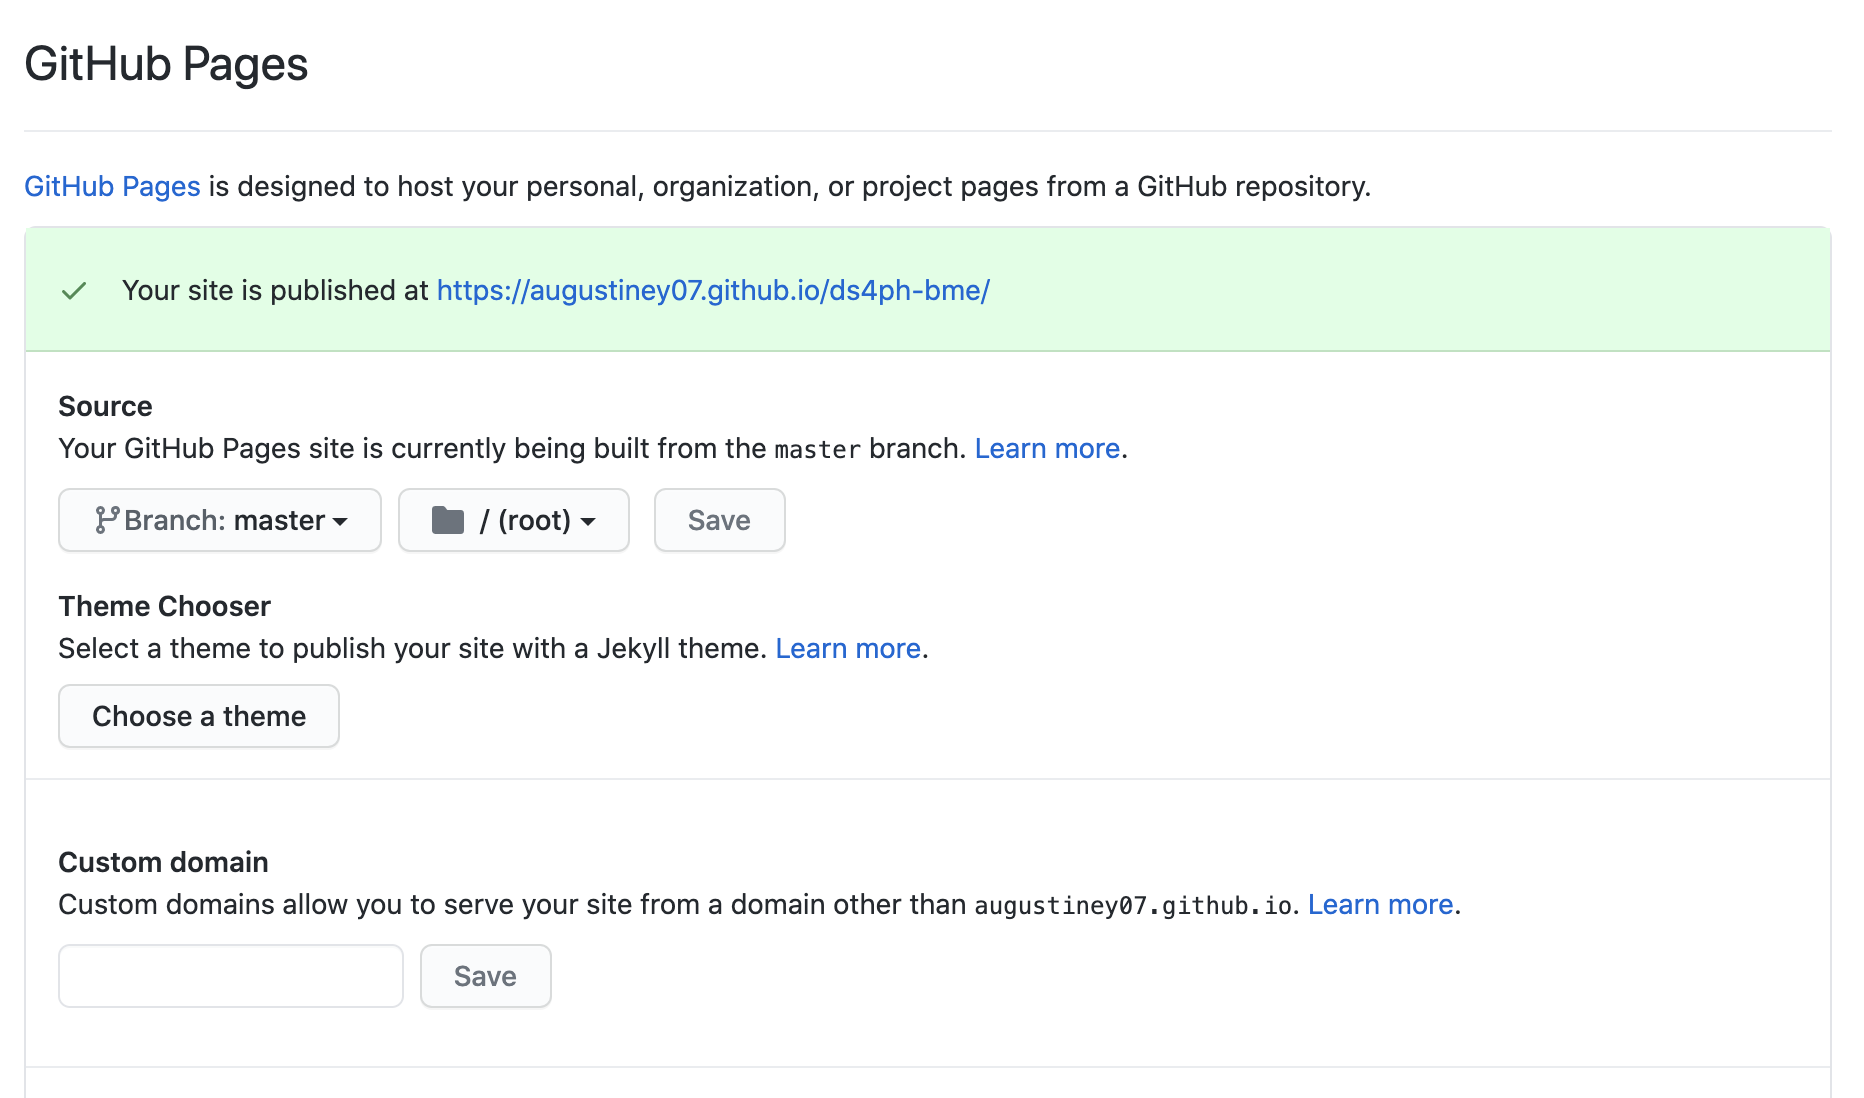 GitHub Pages
GitHub Pages is designed to host your personal, organization, or project pages from a GitHub repository.
Your site is published at https://augustiney07.github.io/ds4ph-bme/
Source
Your GitHub Pages site is currently being built from the master branch. Learn more.
Branch: master / (root) Save
Theme Chooser
Select a theme to publish your site with a Jekyll theme. Learn more.
Choose a theme
Custom domain
Custom domains allow you to serve your site from a domain other than augustiney07.github.io. Learn more.
Save